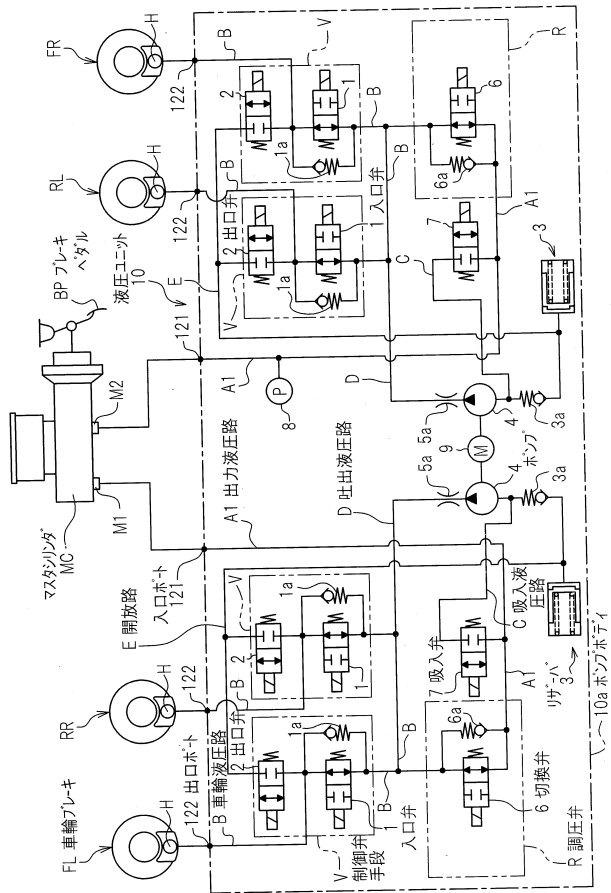 FR
H
122
B
V
2
1
1a
B
R
6
6a
A1
RL
H
122
B
2 出口弁
1 入口弁
1a
V
B
7
C
3
BP ブレーキ
ペダル
液圧ユニット
10
E
121
A1
P
8
D
5a
4
3a
M2
M1
マスタシリンダ
MC
9
M
5a
4
ポンプ
3a
A1 出力液圧路
D 吐出液圧路
入口ポート
121
E 開放路
V
1a
2
1
C 吸入液
圧路
7 吸入弁
リザーバ
3
10a ポンプボディ
A1
RR
H
122
B
2 出口弁
1a
1
B
B
6a
6 切換弁
R 調圧弁
FL 車輪ブレーキ
H
122 出口ポート
B 車輪液圧路
入口弁
V
制御弁
手段